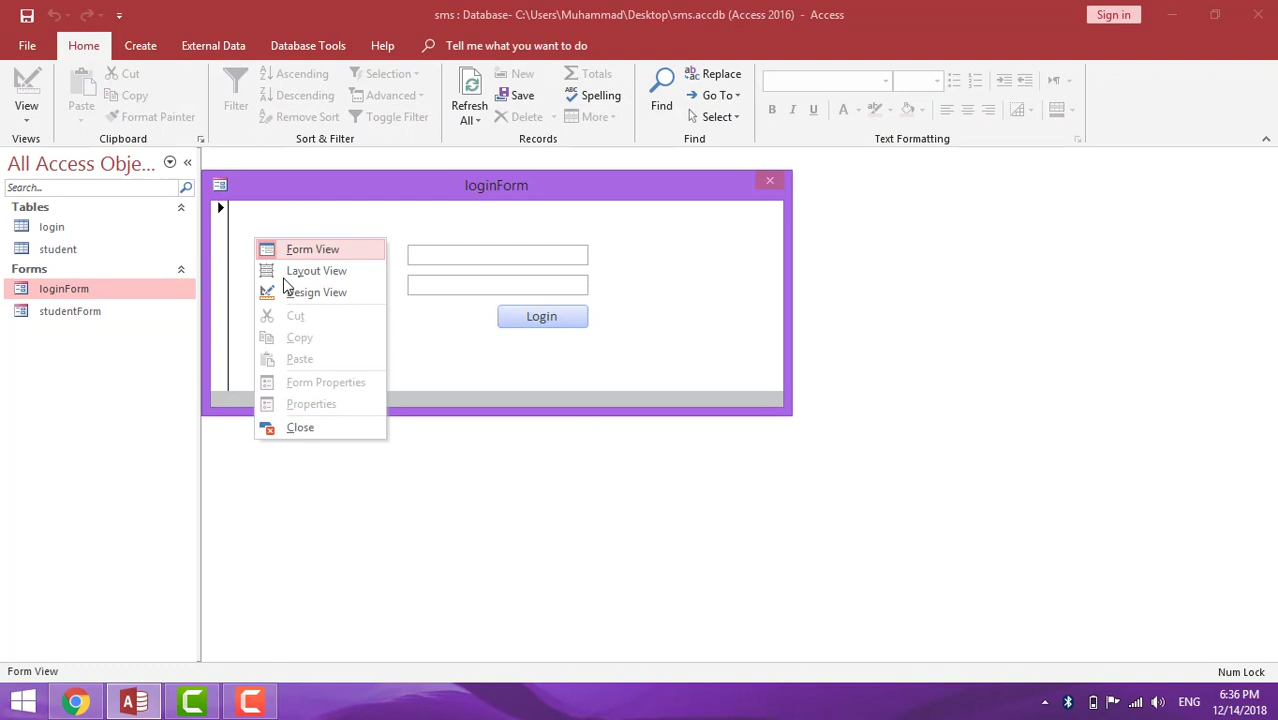 sms : Database- C:\Users\Muhammad\Desktop\sms.accdb (Access 2016) - Access
Sign in
File Home Create External Data Database Tools Help Tell me what you want to do
View
Views
Paste
Cut
Copy
Format Painter
Clipboard
Filter
Ascending
Descending
Remove Sort
Selection
Advanced
Toggle Filter
Sort & Filter
Refresh All
New
Save
Delete
Totals
Spelling
More
Records
Find
Replace
Go To
Select
Find
B I U
A
Text Formatting
All Access Obje...
Search...
Tables
login
student
Forms
loginForm
studentForm
loginForm
Form View
Layout View
Design View
Cut
Copy
Paste
Form Properties
Properties
Close
Login
Form View
Num Lock
ENG
6:36 PM
12/14/2018